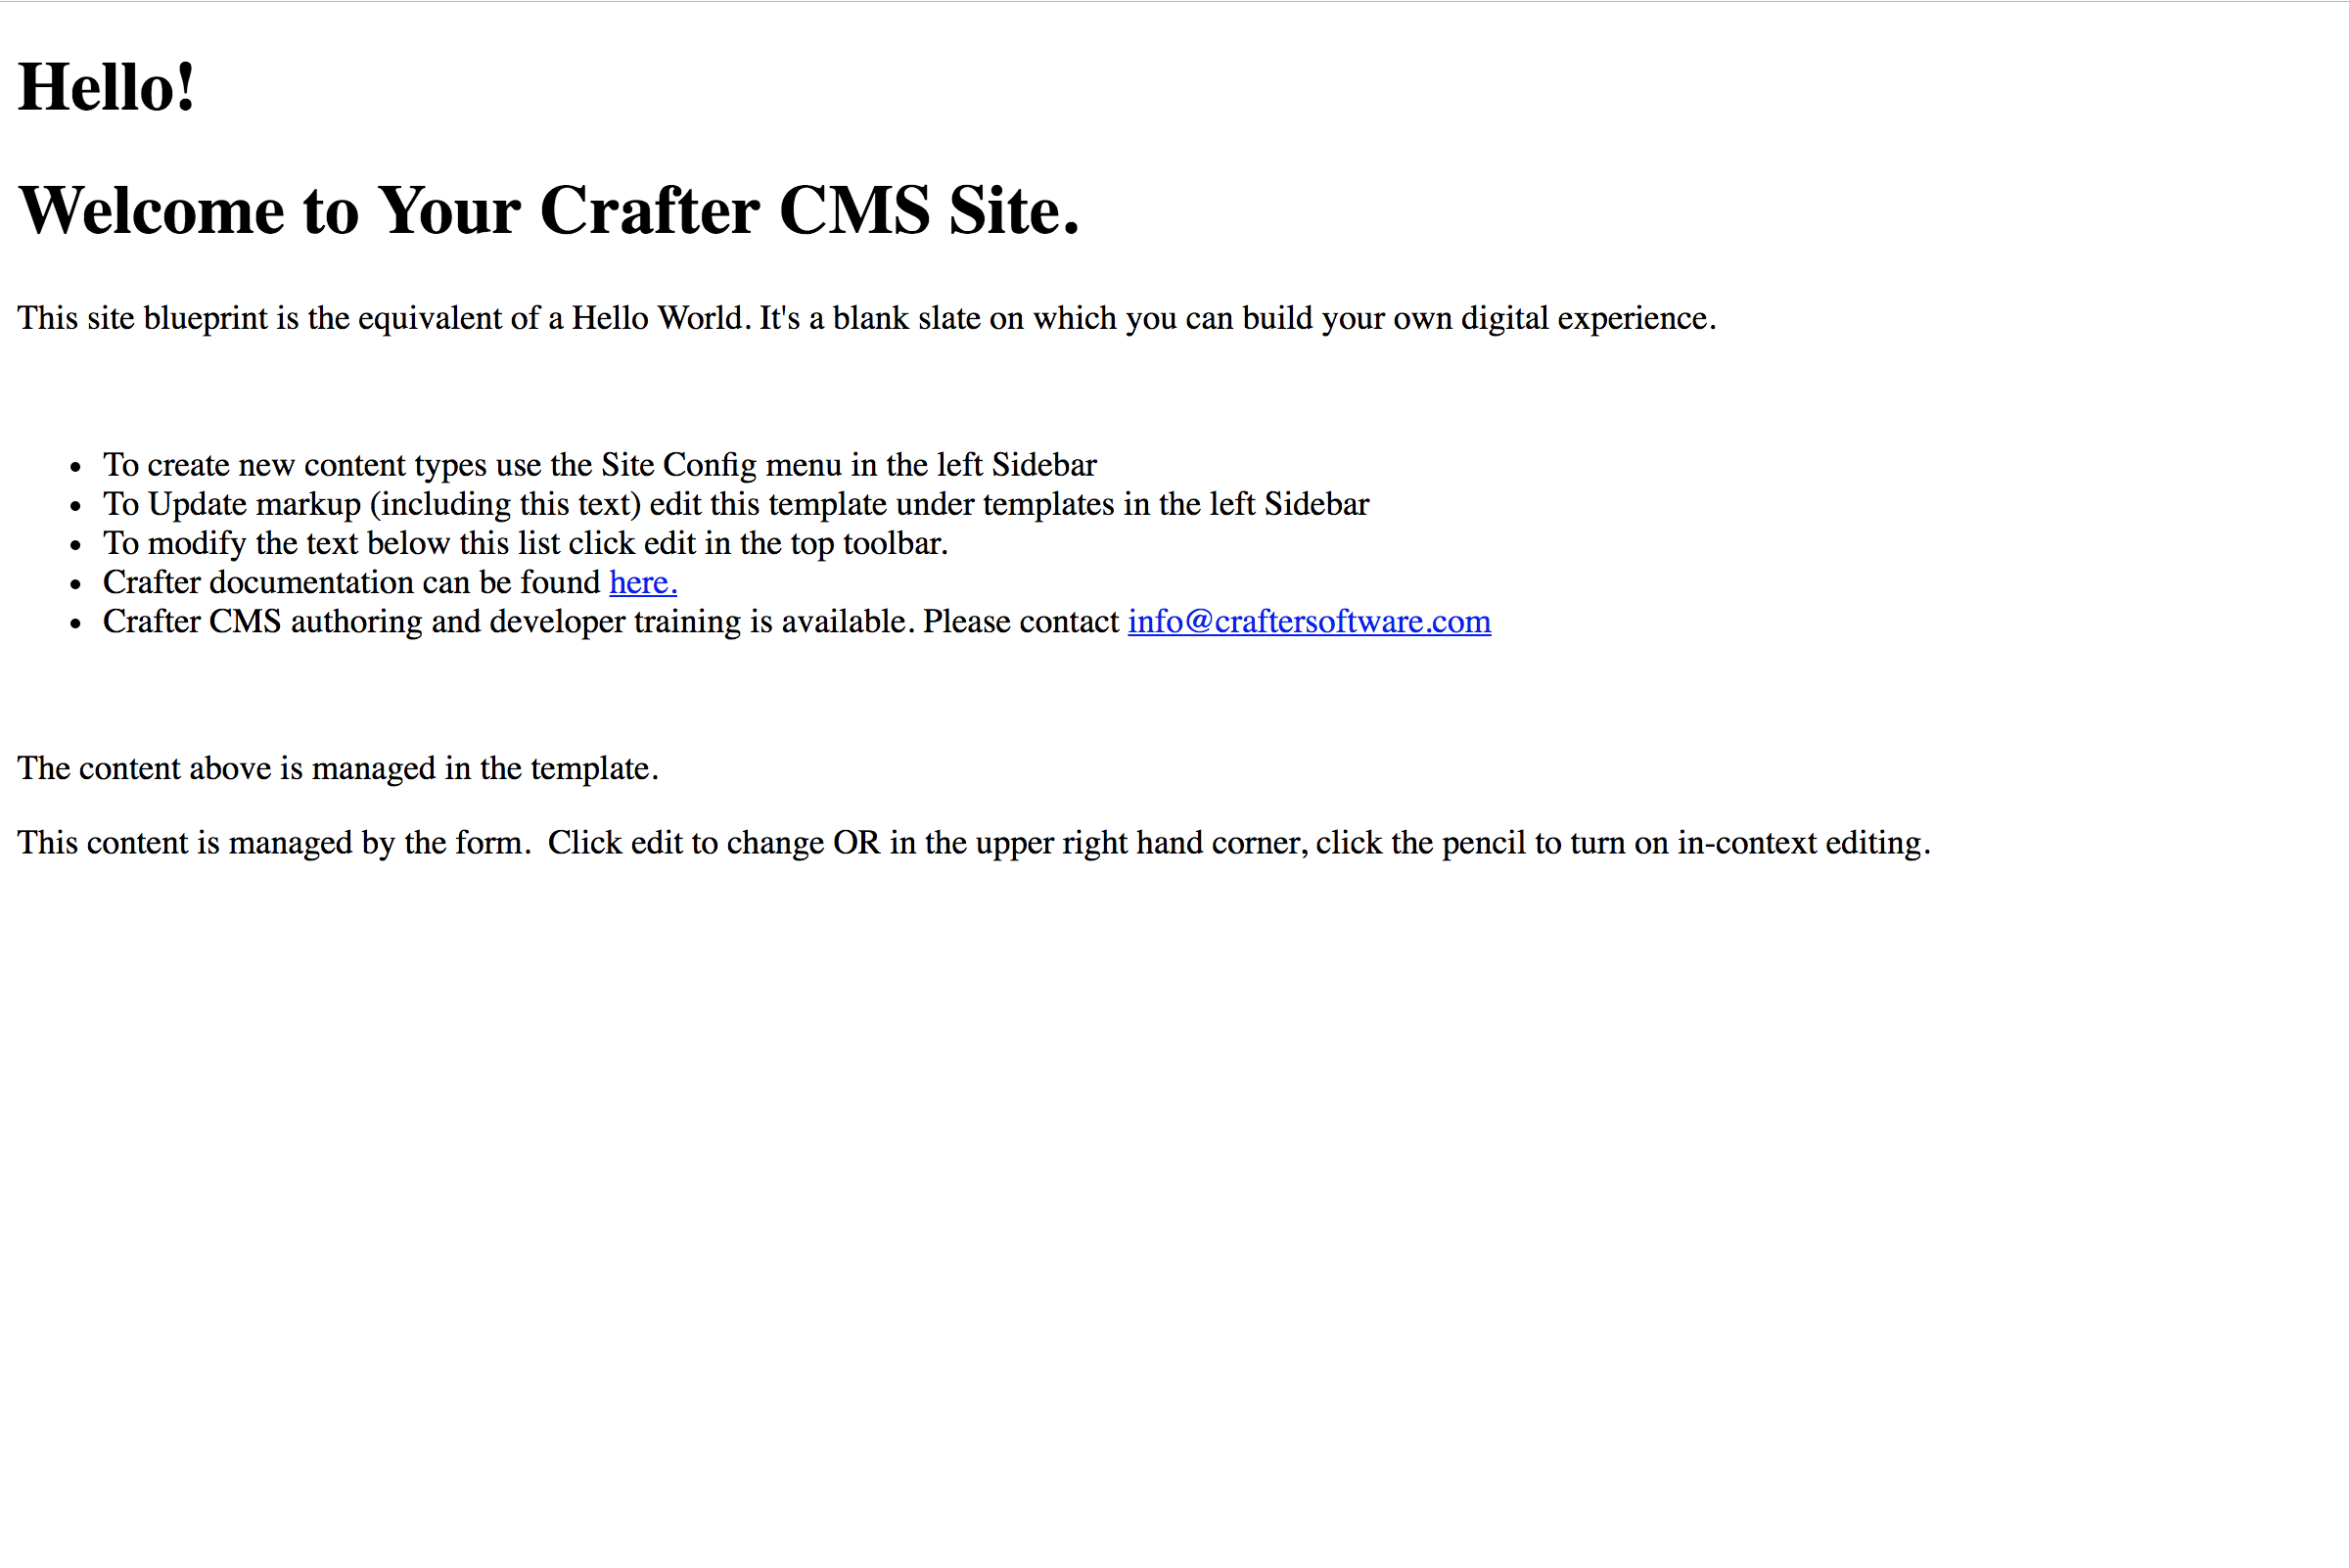 Hello!
Welcome to Your Crafter CMS Site.
This site blueprint is the equivalent of a Hello World. It's a blank slate on which you can build your own digital experience.
• To create new content types use the Site Config menu in the left Sidebar
• To Update markup (including this text) edit this template under templates in the left Sidebar
• To modify the text below this list click edit in the top toolbar.
• Crafter documentation can be found here.
• Crafter CMS authoring and developer training is available. Please contact info@craftersoftware.com
The content above is managed in the template.
This content is managed by the form.  Click edit to change OR in the upper right hand corner, click the pencil to turn on in-context editing.